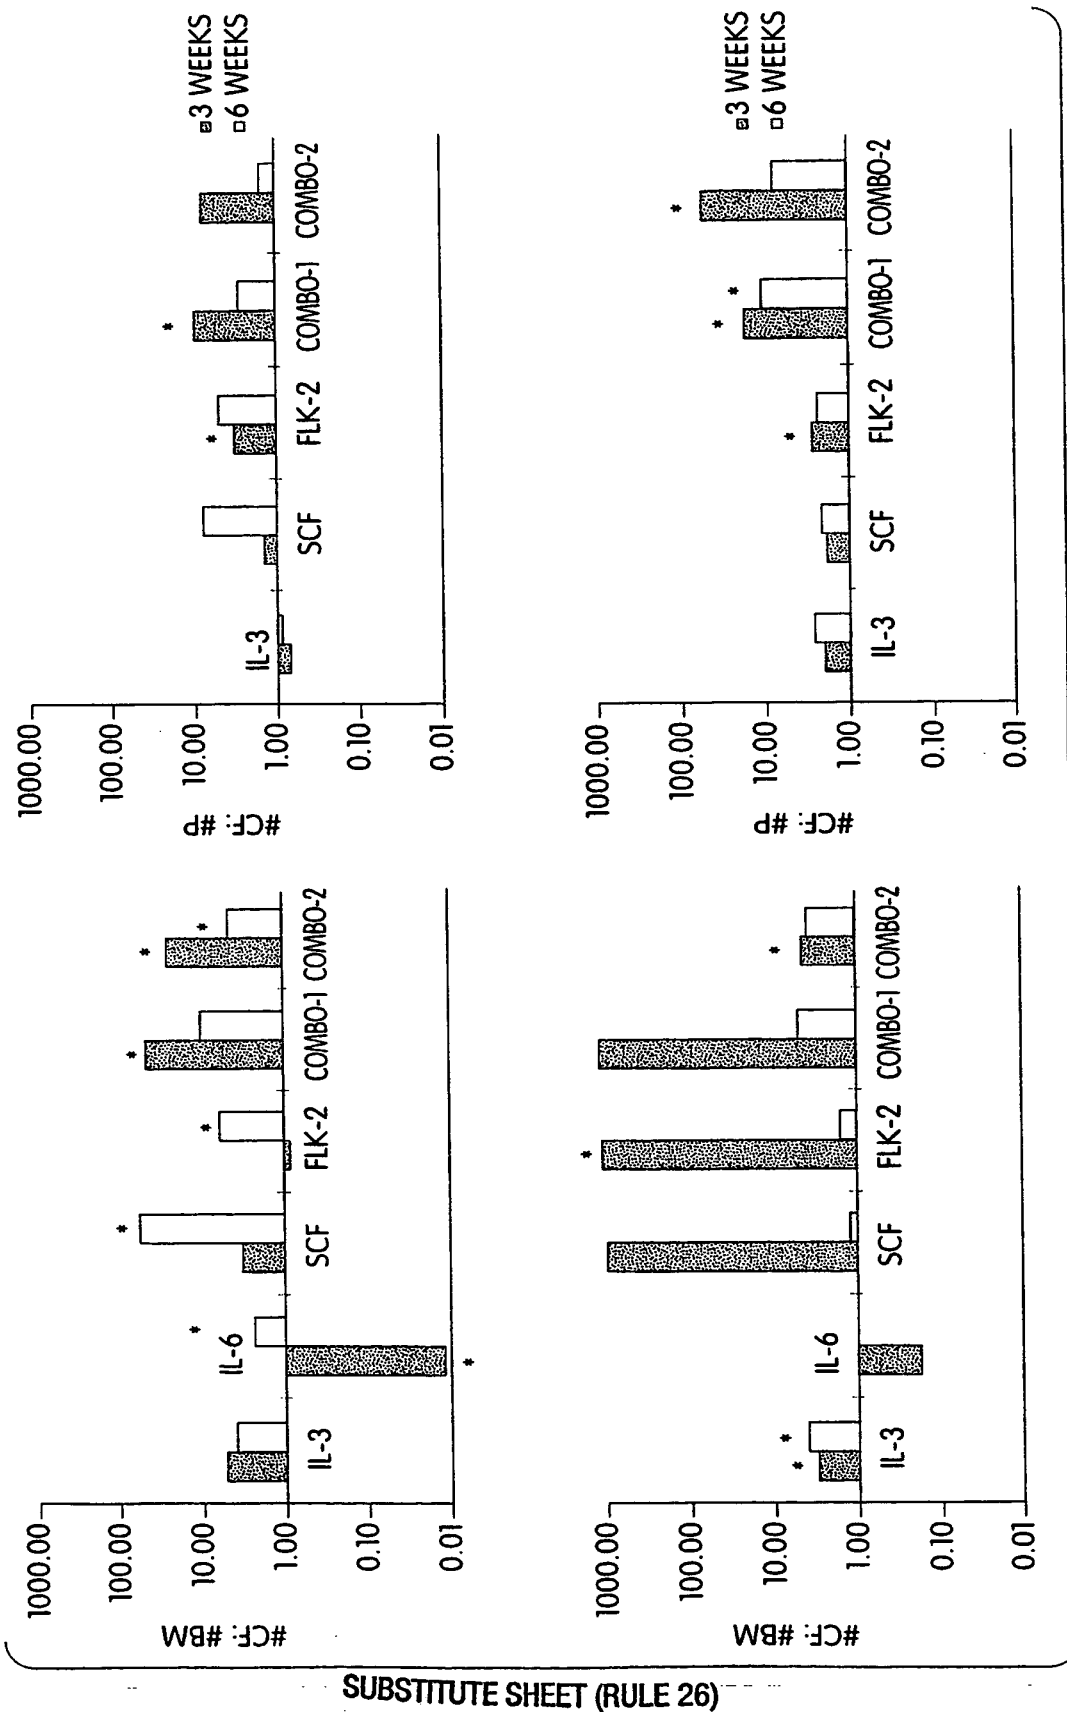 1000.00
100.00
10.00
1.00
0.10
0.01
#CF: #BM
IL-3
IL-6
SCF
FLK-2
COMBO-1
COMBO-2
*
*
*
*
*
*
*
1000.00
100.00
10.00
1.00
0.10
0.01
#CF: #P
IL-3
SCF
FLK-2
COMBO-1
COMBO-2
*
*
3 WEEKS
6 WEEKS
1000.00
100.00
10.00
1.00
0.10
0.01
#CF: #BM
IL-3
IL-6
SCF
FLK-2
COMBO-1
COMBO-2
*
*
*
*
1000.00
100.00
10.00
1.00
0.10
0.01
#CF: #P
IL-3
SCF
FLK-2
COMBO-1
COMBO-2
*
*
*
*
3 WEEKS
6 WEEKS
SUBSTITUTE SHEET (RULE 26)